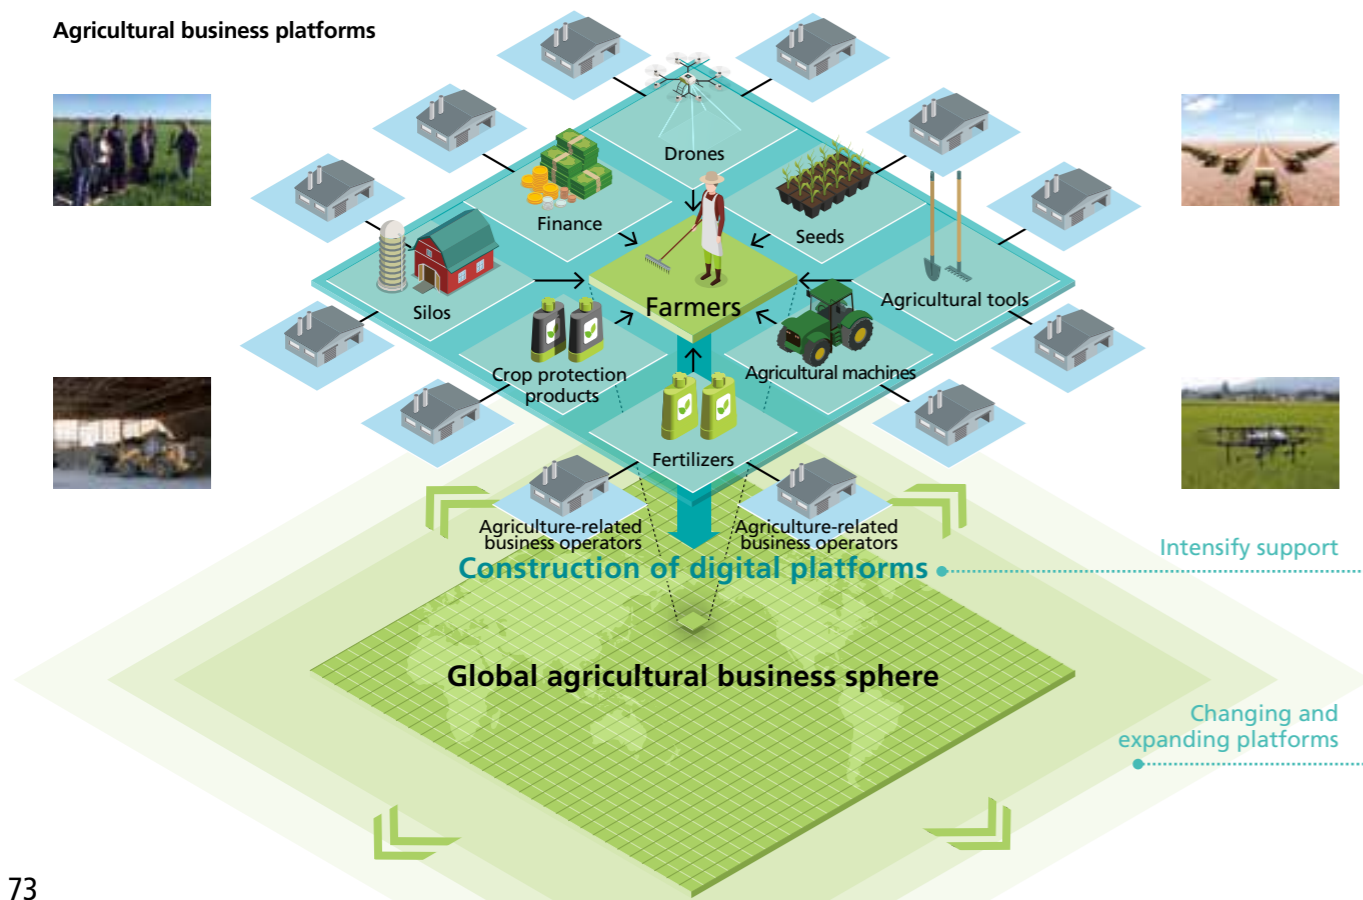 Agricultural business platforms
Drones
Finance
Seeds
Silos
Farmers
Agricultural tools
Crop protection
products
Agricultural machines
Fertilizers
Agriculture-related
business operators
Agriculture-related
business operators
Construction of digital platforms
Intensify support
Global agricultural business sphere
Changing and
expanding platforms
73